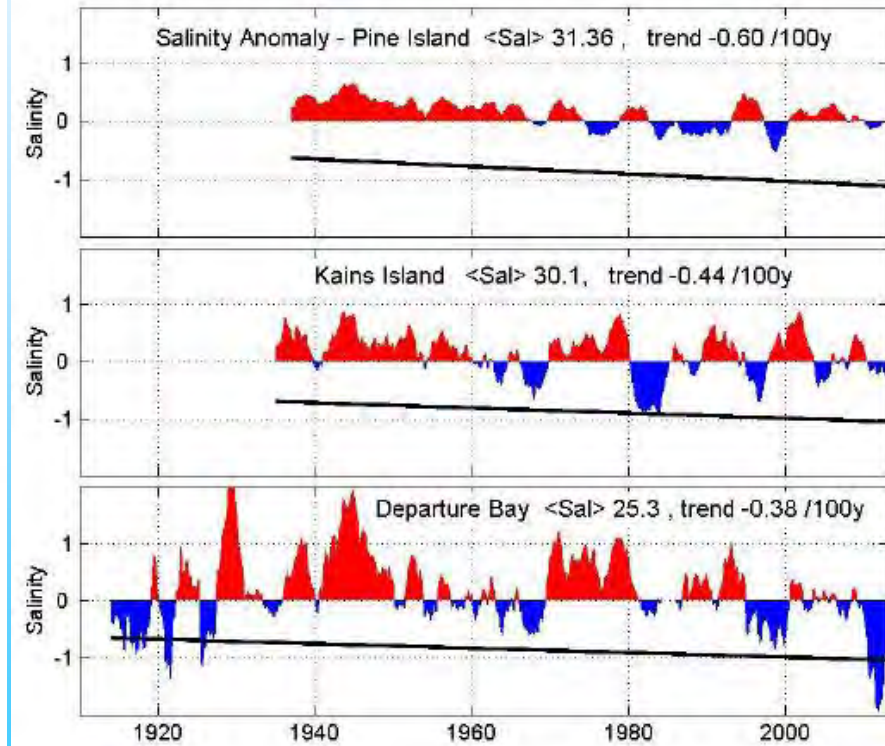 Salinity Anomaly - Pine Island <Sal> 31.36 , trend -0.60 /100y
Salinity
1
0
-1
Kains Island <Sal> 30.1, trend -0.44 /100y
Salinity
1
0
-1
Departure Bay <Sal> 25.3 , trend -0.38 /100y
Salinity
1
0
-1
1920 1940 1960 1980 2000